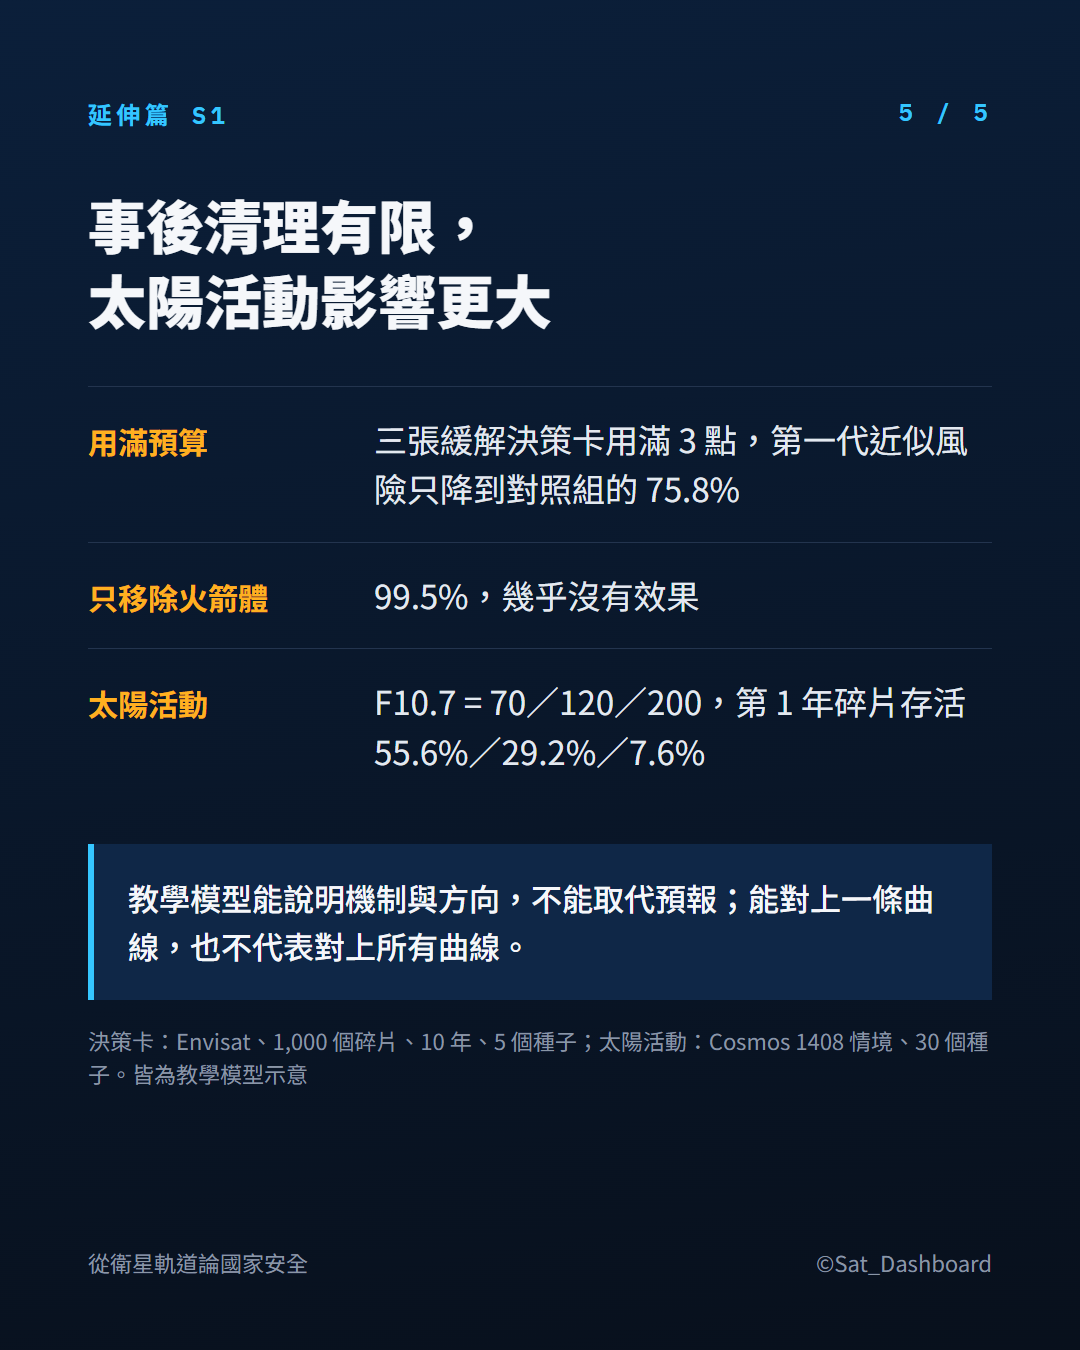 延伸篇 S1
5 / 5
事後清理有限，
太陽活動影響更大
用滿預算
三張緩解決策卡用滿 3 點，第一代近似風
險只降到對照組的 75.8%
只移除火箭體
99.5%，幾乎沒有效果
太陽活動
F10.7 = 70／120／200，第 1 年碎片存活
55.6%／29.2%／7.6%
教學模型能說明機制與方向，不能取代預報；能對上一條曲
線，也不代表對上所有曲線。
決策卡：Envisat、1,000 個碎片、10 年、5 個種子；太陽活動：Cosmos 1408 情境、30 個種
子。皆為教學模型示意
從衛星軌道論國家安全
©Sat_Dashboard